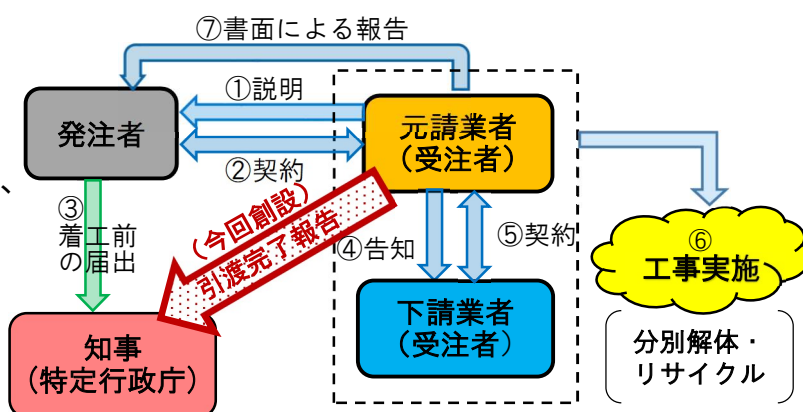 ⑦書面による報告
①説明
発注者
元請業者
(受注者)
②契約
、
③
着工前
の届出
(今回創設)
引渡完了報告
④告知
⑤契約
⑥
工事実施
下請業者
(受注者)
知事
(特定行政庁)
分別解体・
リサイクル